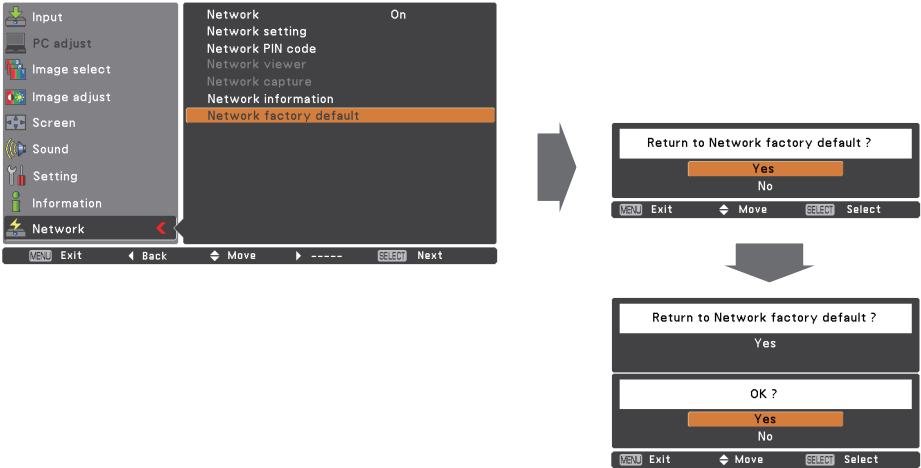 Input
PC adjust
Image select
Image adjust
Screen
Sound
Setting
Information
Network
Network On
Network setting
Network PIN code
Network viewer
Network capture
Network information
Network factory default
MENU Exit Back Move ----- SELECT Next
Return to Network factory default ?
Yes
No
MENU Exit Move SELECT Select
Return to Network factory default ?
Yes
OK ?
Yes
No
MENU Exit Move SELECT Select